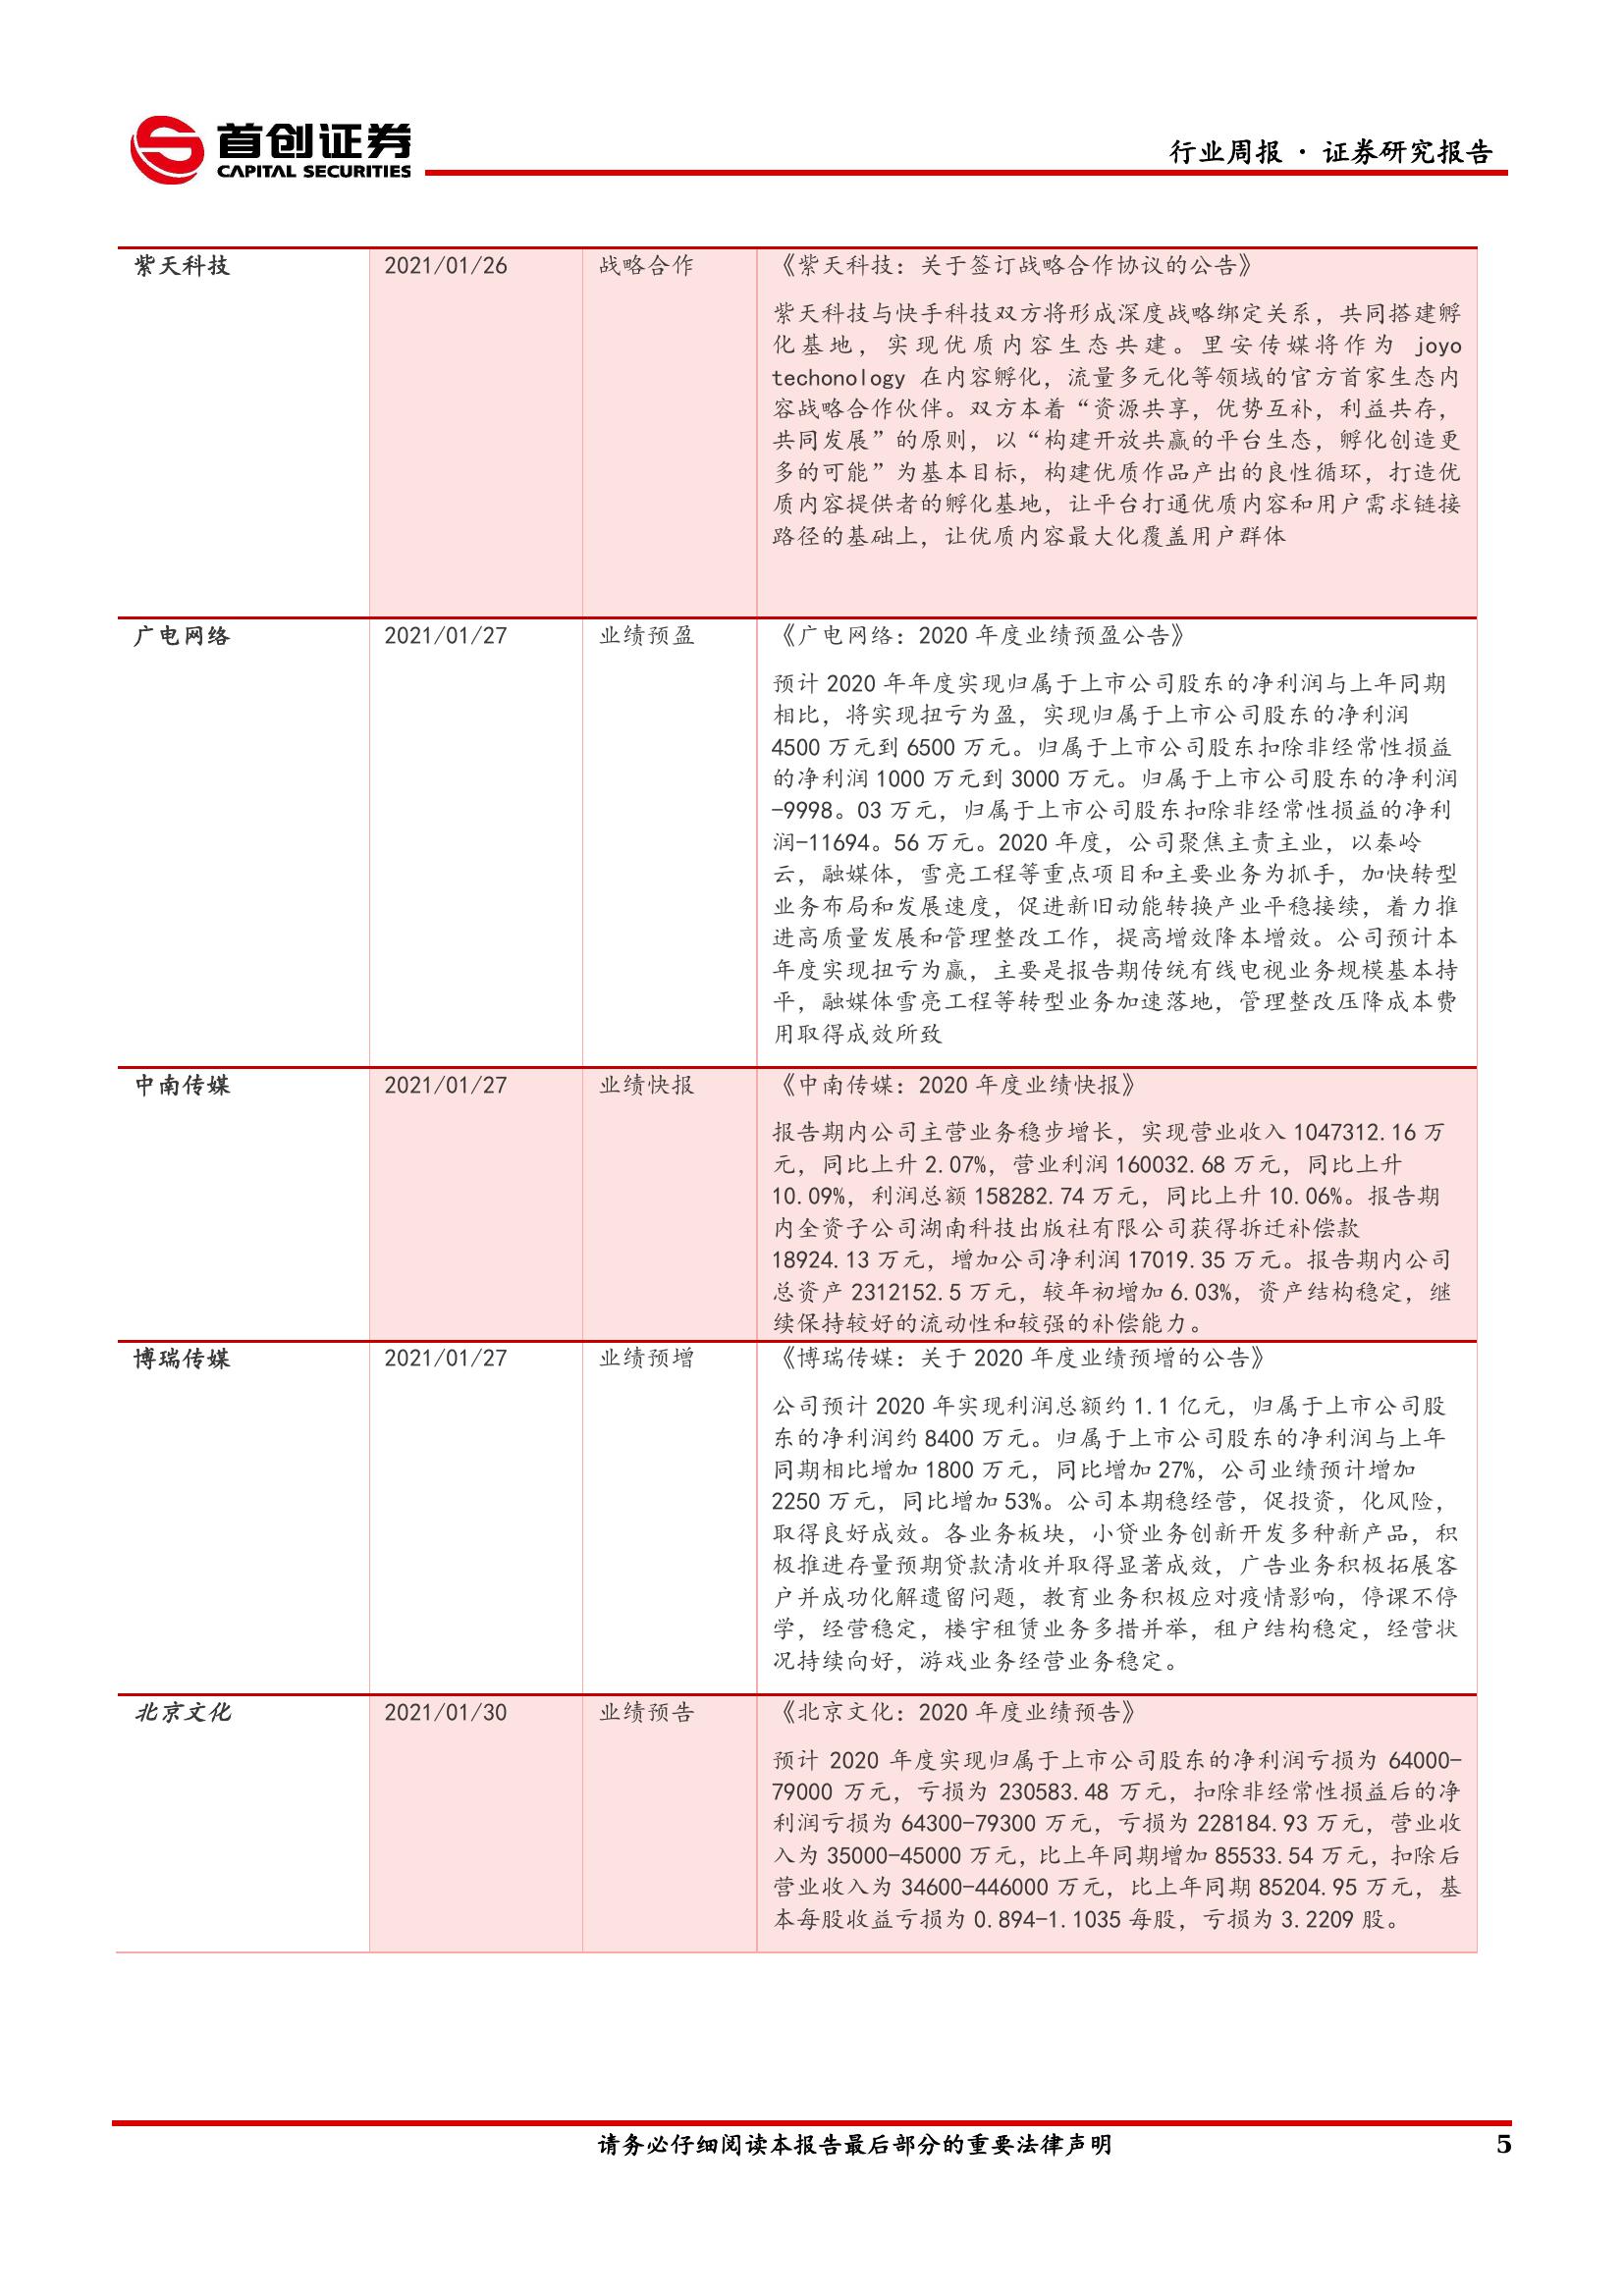 首创证券
CAPITAL SECURITIES
行业周报 · 证券研究报告
紫天科技 2021/01/26 战略合作 《紫天科技：关于签订战略合作协议的公告》
紫天科技与快手科技双方将形成深度战略绑定关系，共同搭建孵
化基地，实现优质内容生态共建。里安传媒将作为 joyo
techonology 在内容孵化，流量多元化等领域的官方首家生态内
容战略合作伙伴。双方本着“资源共享，优势互补，利益共存，
共同发展”的原则，以“构建开放共赢的平台生态，孵化创造更
多的可能”为基本目标，构建优质作品产出的良性循环，打造优
质内容提供者的孵化基地，让平台打通优质内容和用户需求链接
路径的基础上，让优质内容最大化覆盖用户群体
广电网络 2021/01/27 业绩预盈 《广电网络：2020 年度业绩预盈公告》
预计 2020 年年度实现归属于上市公司股东的净利润与上年同期
相比，将实现扭亏为盈，实现归属于上市公司股东的净利润
4500 万元到 6500 万元。归属于上市公司股东扣除非经常性损益
的净利润 1000 万元到 3000 万元。归属于上市公司股东的净利润
-9998。03 万元，归属于上市公司股东扣除非经常性损益的净利
润-11694。56 万元。2020 年度，公司聚焦主责主业，以秦岭
云，融媒体，雪亮工程等重点项目和主要业务为抓手，加快转型
业务布局和发展速度，促进新旧动能转换产业平稳接续，着力推
进高质量发展和管理整改工作，提高增效降本增效。公司预计本
年度实现扭亏为赢，主要是报告期传统有线电视业务规模基本持
平，融媒体雪亮工程等转型业务加速落地，管理整改压降成本费
用取得成效所致
中南传媒 2021/01/27 业绩快报 《中南传媒：2020 年度业绩快报》
报告期内公司主营业务稳步增长，实现营业收入 1047312.16 万
元，同比上升 2.07%，营业利润 160032.68 万元，同比上升
10.09%，利润总额 158282.74 万元，同比上升 10.06%。报告期
内全资子公司湖南科技出版社有限公司获得拆迁补偿款
18924.13 万元，增加公司净利润 17019.35 万元。报告期内公司
总资产 2312152.5 万元，较年初增加 6.03%，资产结构稳定，继
续保持较好的流动性和较强的补偿能力。
博瑞传媒 2021/01/27 业绩预增 《博瑞传媒：关于 2020 年度业绩预增的公告》
公司预计 2020 年实现利润总额约 1.1 亿元，归属于上市公司股
东的净利润约 8400 万元。归属于上市公司股东的净利润与上年
同期相比增加 1800 万元，同比增加 27%，公司业绩预计增加
2250 万元，同比增加 53%。公司本期稳经营，促投资，化风险，
取得良好成效。各业务板块，小贷业务创新开发多种新产品，积
极推进存量预期贷款清收并取得显著成效，广告业务积极拓展客
户并成功化解遗留问题，教育业务积极应对疫情影响，停课不停
学，经营稳定，楼宇租赁业务多措并举，租户结构稳定，经营状
况持续向好，游戏业务经营业务稳定。
北京文化 2021/01/30 业绩预告 《北京文化：2020 年度业绩预告》
预计 2020 年度实现归属于上市公司股东的净利润亏损为 64000-
79000 万元，亏损为 230583.48 万元，扣除非经常性损益后的净
利润亏损为 64300-79300 万元，亏损为 228184.93 万元，营业收
入为 35000-45000 万元，比上年同期增加 85533.54 万元，扣除后
营业收入为 34600-446000 万元，比上年同期 85204.95 万元，基
本每股收益亏损为 0.894-1.1035 每股，亏损为 3.2209 股。
请务必仔细阅读本报告最后部分的重要法律声明 5